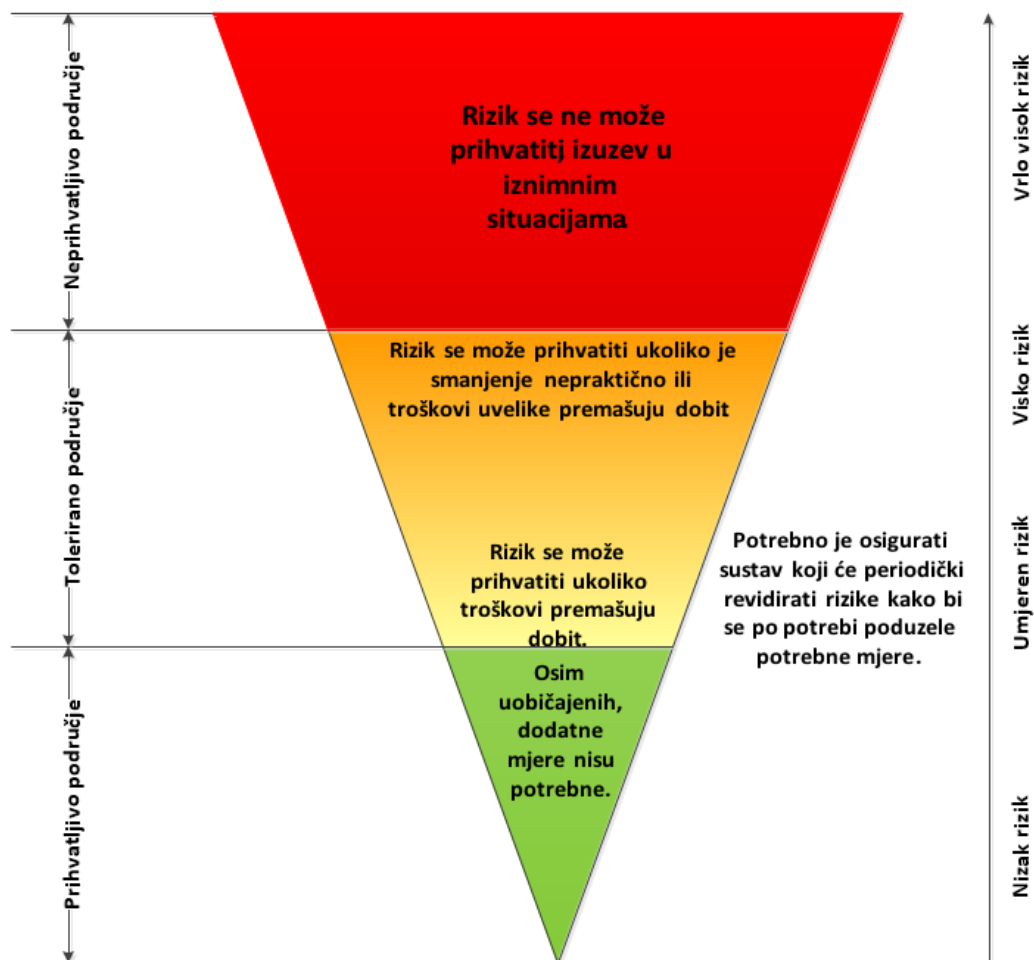 Neprihvatljivo područje
Tolerirano područje
Prihvatljivo područje
Rizik se ne može
prihvatitj izuzev u
iznimnim
situacijama
Rizik se može prihvatiti ukoliko je
smanjenje nepraktično ili
troškovi uvelike premašuju dobit
Rizik se može
prihvatiti ukoliko
troškovi premašuju
dobit.
Osim
uobičajenih,
dodatne
mjere nisu
potrebne.
Potrebno je osigurati
sustav koji će periodički
revidirati rizike kako bi
se po potrebi poduzele
potrebne mjere.
Vrlo visok rizik
Visko rizik
Umjeren rizik
Nizak rizik